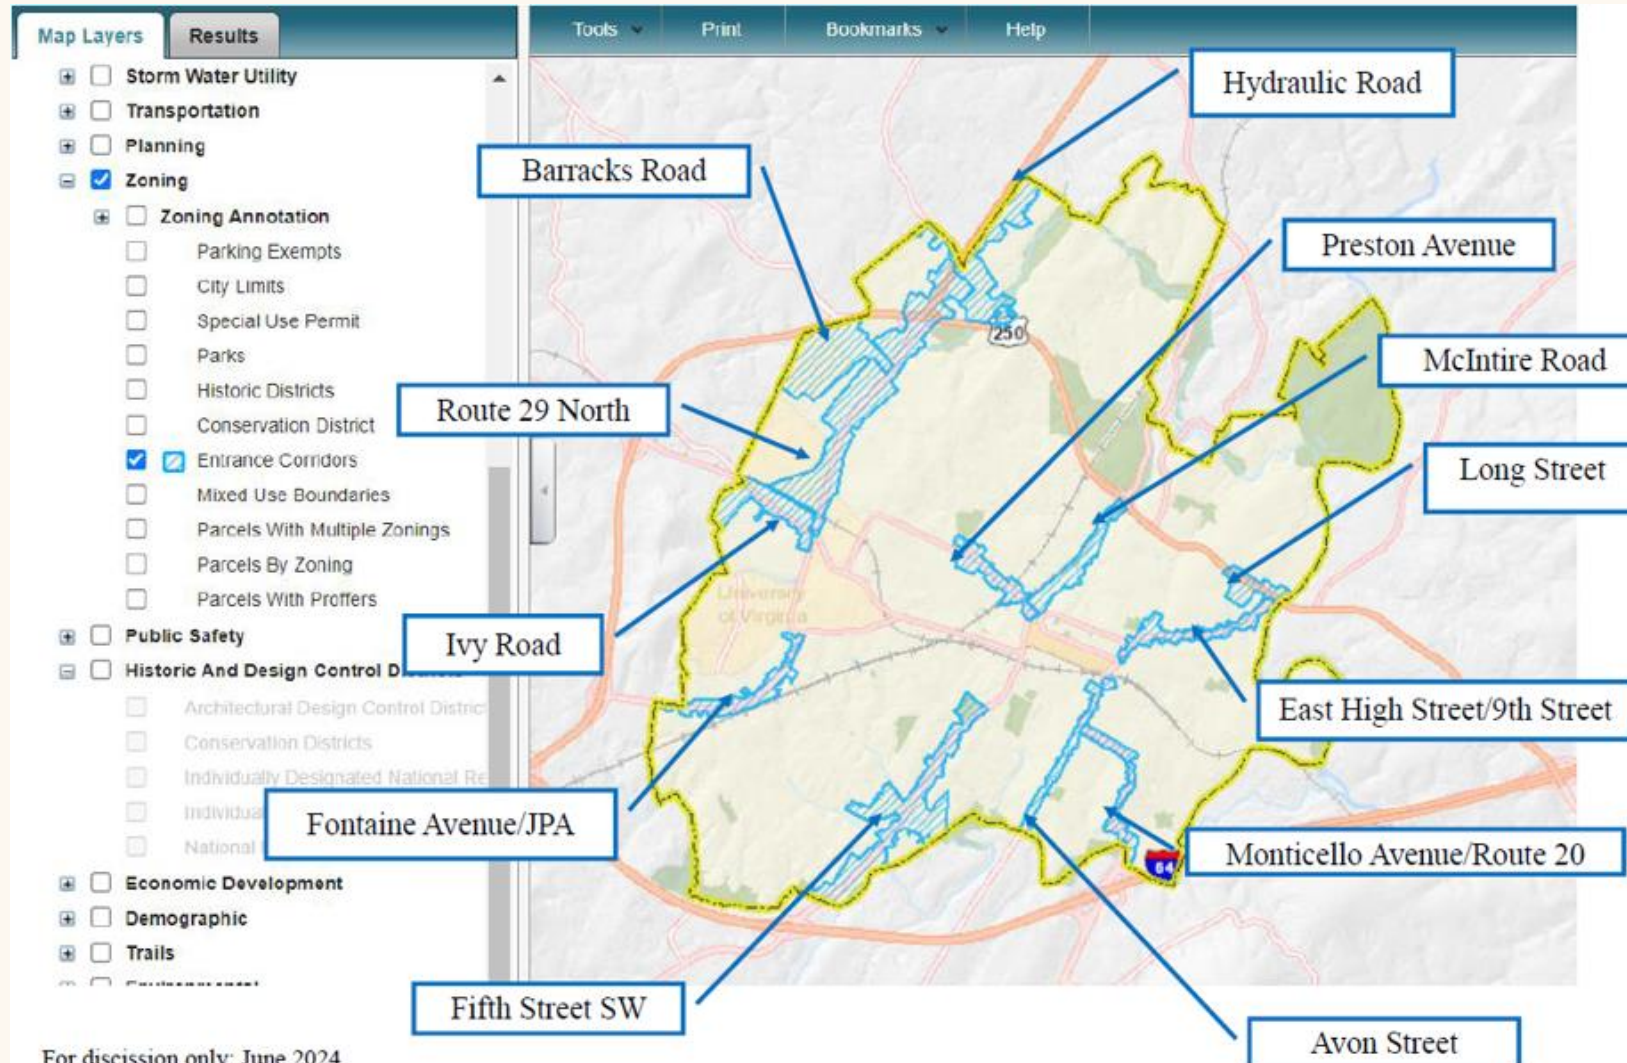 Map Layers
Results
Tools
Print
Bookmarks
Help
Storm Water Utility
Transportation
Planning
Zoning
Zoning Annotation
Parking Exempts
City Limits
Special Use Permit
Parks
Historic Districts
Conservation District
Entrance Corridors
Mixed Use Boundaries
Parcels With Multiple Zonings
Parcels By Zoning
Parcels With Proffers
Public Safety
Historic And Design Control
Architectural Design Control
Conservation Districts
Individually Designated National
National
Economic Development
Demographic
Trails
Hydraulic Road
Barracks Road
Preston Avenue
250
McIntire Road
Route 29 North
Long Street
University
of Virginia
Ivy Road
East High Street/9th Street
Fontaine Avenue/JPA
Monticello Avenue/Route 20
64
Fifth Street SW
Avon Street
For discission only: June 2024